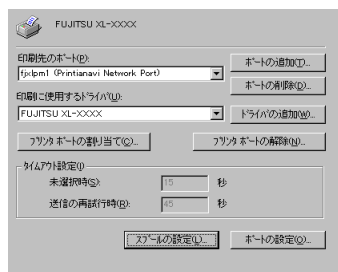 FUJITSU XL-XXXX
印刷先のポート(P):
fjxlpm1 (Printianavi Network Port)
ポートの追加(T)...
ポートの削除(D)...
印刷に使用するドライバ(U):
FUJITSU XL-XXXX
ドライバの追加(W)...
プリンタ ポートの割り当て(C)...
プリンタ ポートの解除(N)...
タイムアウト設定(I)
未選択時(S):
15
秒
送信の再試行時(R):
45
秒
スプールの設定(L)...
ポートの設定(O)...